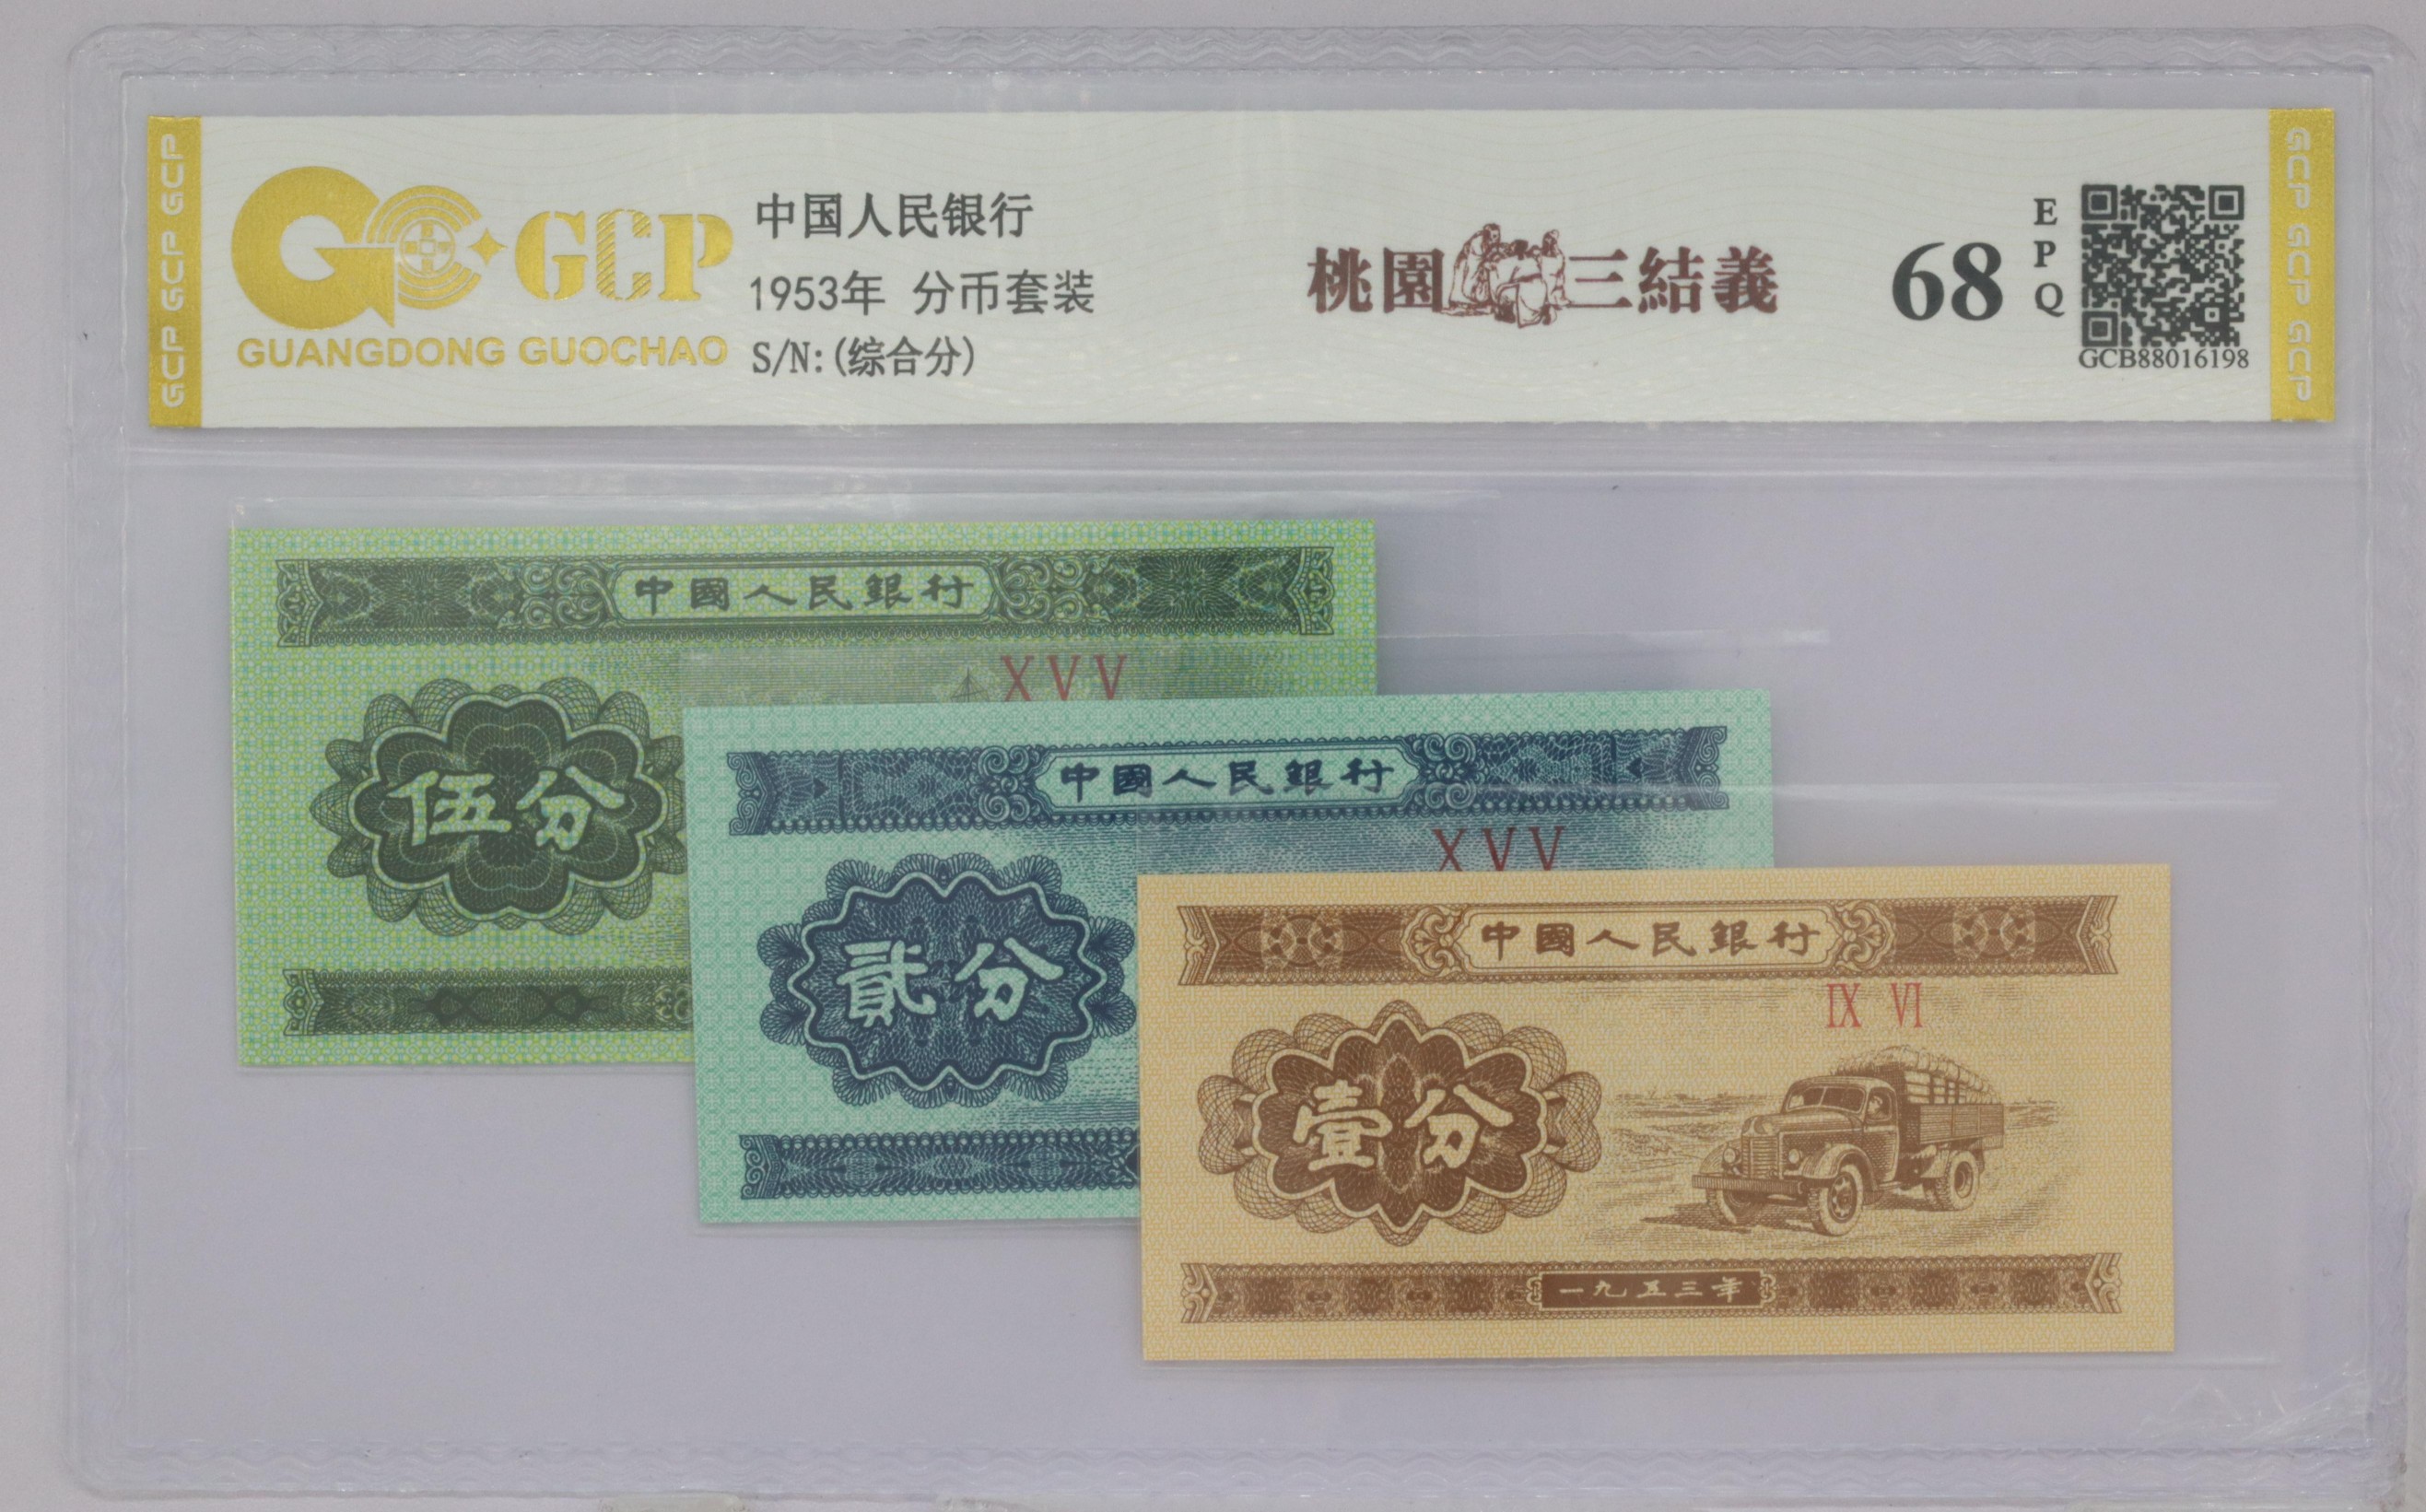 GCP GCP GCP
GCP
GUANGDONG GUOCHAO
中国人民银行
1953年 分币套装
S/N:(综合分)
桃園三結義
68
EPQ
GCB88016198
GCP GCP GCP
中國人民銀行
XVV
伍分
中國人民銀行
XVV
貳分
中國人民銀行
IX VI
壹分
一九五三年